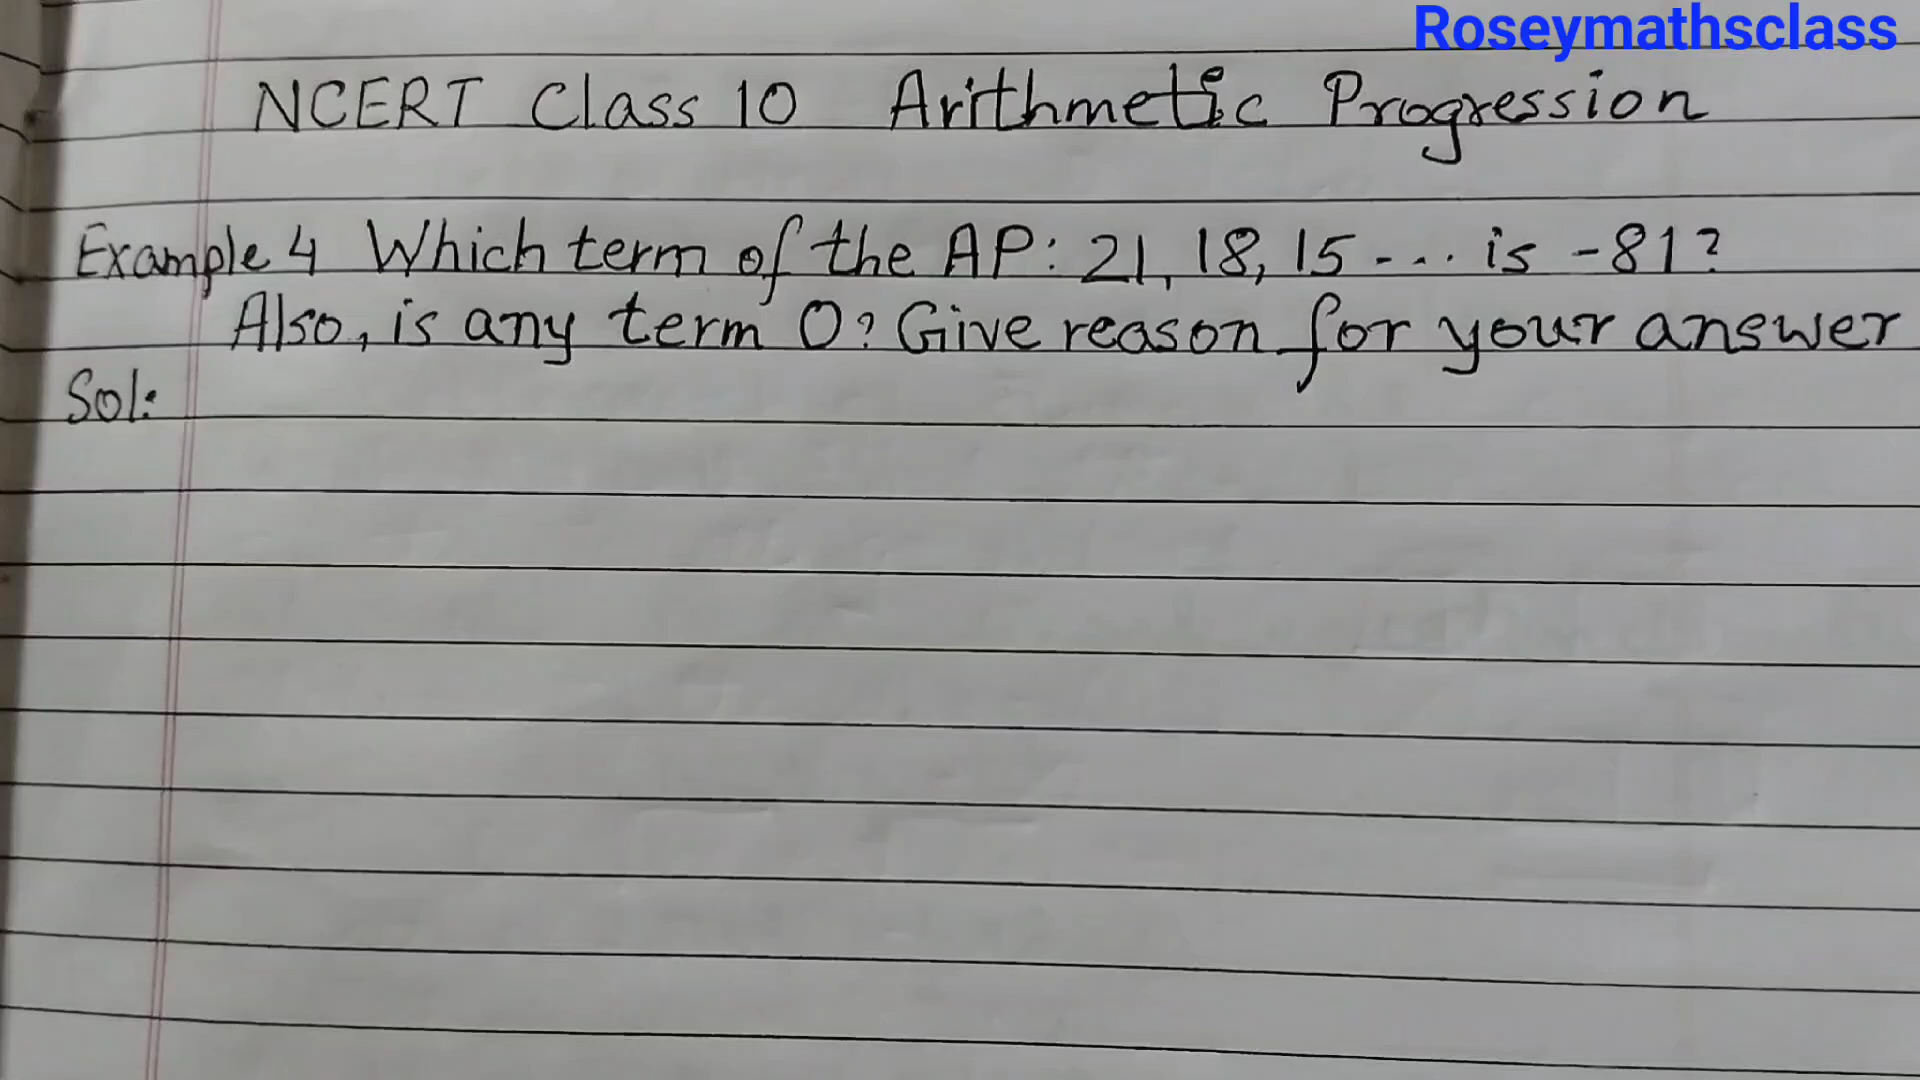 Roseymathsclass
NCERT Class 10 Arithmetic Progression
Example 4 Which term of the AP: 21, 18, 15 - - .. is -81?
Also, is any term 0? Give reason for your answer
Sol: